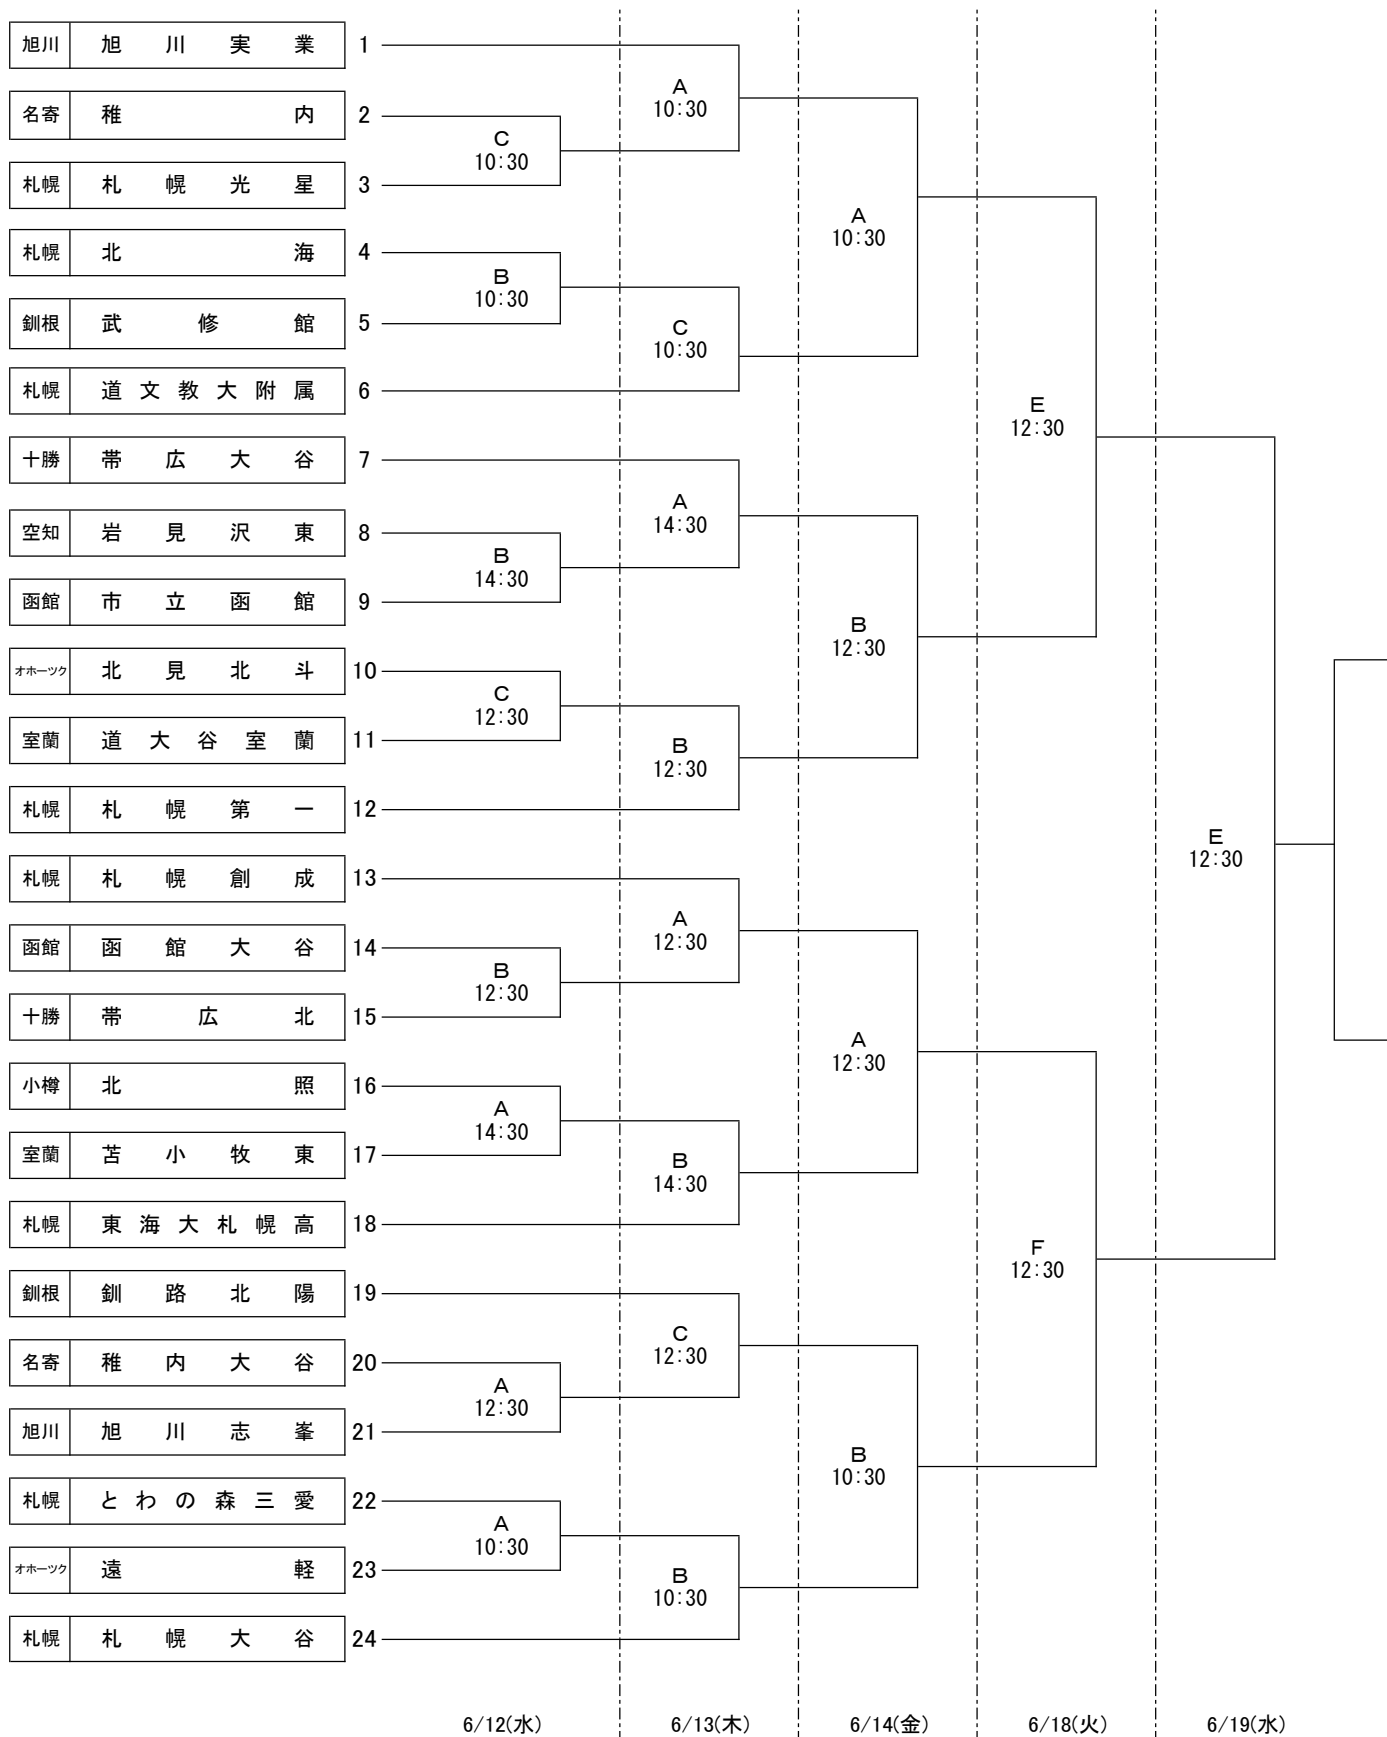 旭川 旭川実業 1
名寄 稚内 2
札幌 札幌光星 3
札幌 北海 4
釧根 武修館 5
札幌 道文教大附属 6
十勝 帯広大谷 7
空知 岩見沢東 8
函館 市立函館 9
オホーツク 北見北斗 10
室蘭 道大谷室蘭 11
札幌 札幌第一 12
札幌 札幌創成 13
函館 函館大谷 14
十勝 帯広北 15
小樽 北照 16
室蘭 苫小牧東 17
札幌 東海大札幌高 18
釧根 釧路北陽 19
名寄 稚内大谷 20
旭川 旭川志峯 21
札幌 とわの森三愛 22
オホーツク 遠軽 23
札幌 札幌大谷 24
C
10:30
B
10:30
B
14:30
C
12:30
B
12:30
A
14:30
A
12:30
A
10:30
A
10:30
C
10:30
A
14:30
B
12:30
A
12:30
B
14:30
C
12:30
B
10:30
A
10:30
B
12:30
A
12:30
B
10:30
E
12:30
F
12:30
E
12:30
6/12(水) 6/13(木) 6/14(金) 6/18(火) 6/19(水)